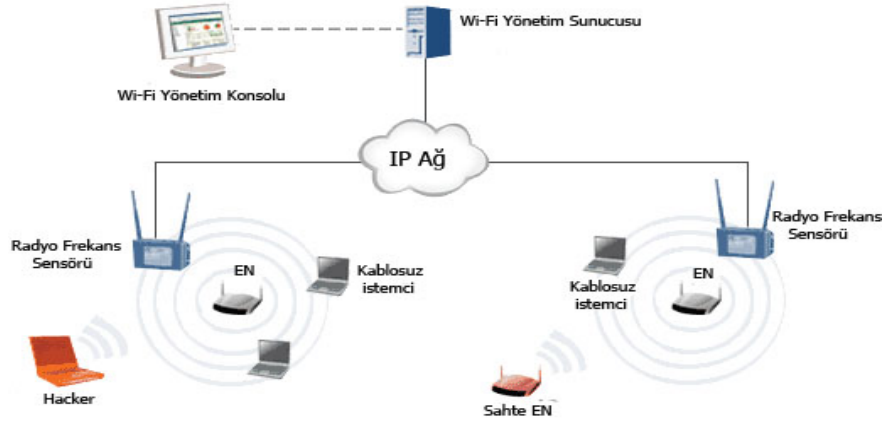 Wi-Fi Yönetim Sunucusu
Wi-Fi Yönetim Konsolu
IP Ağ
Radyo Frekans
Sensörü
EN
Kablosuz
istemci
Hacker
Radyo Frekans
Sensörü
Kablosuz
istemci
EN
Sahte EN